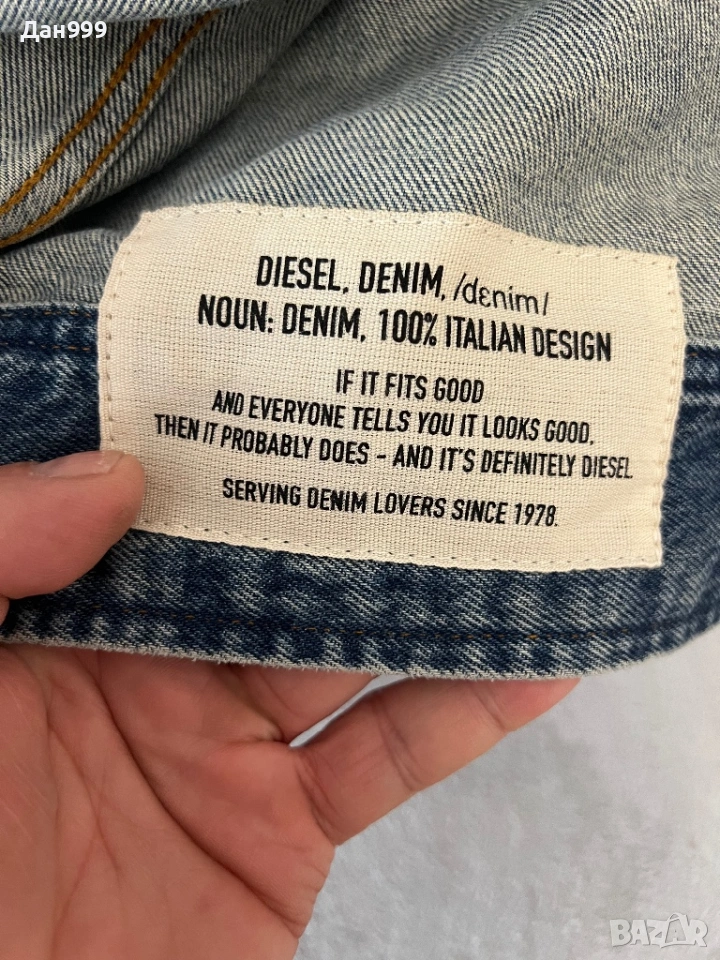 Дан999
DIESEL, DENIM, /dɛnim/
NOUN: DENIM, 100% ITALIAN DESIGN
IF IT FITS GOOD
AND EVERYONE TELLS YOU IT LOOKS GOOD,
THEN IT PROBABLY DOES - AND IT'S DEFINITELY DIESEL
SERVING DENIM LOVERS SINCE 1978.
BAZAR